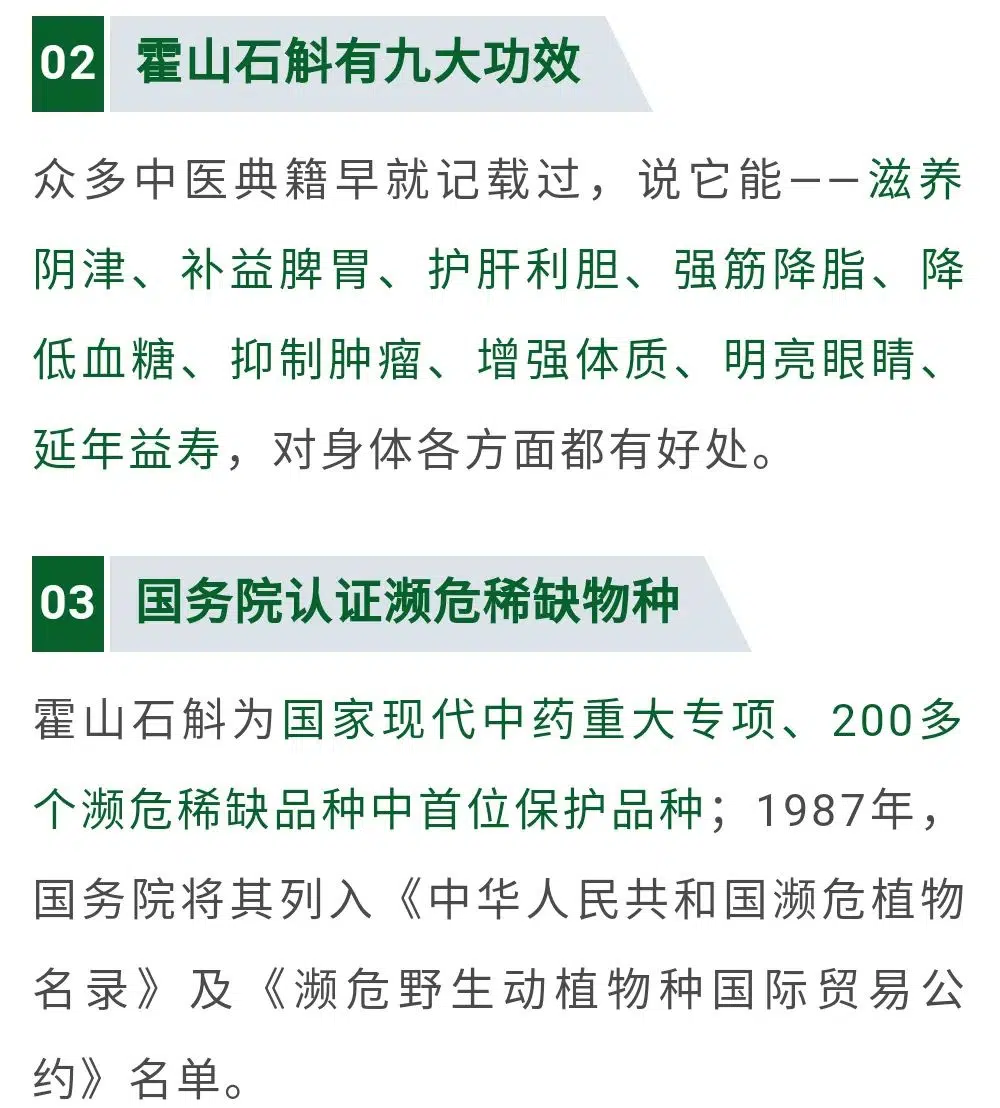 02 霍山石斛有九大功效
众多中医典籍早就记载过，说它能——滋养
阴津、补益脾胃、护肝利胆、强筋降脂、降
低血糖、抑制肿瘤、增强体质、明亮眼睛、
延年益寿，对身体各方面都有好处。
03 国务院认证濒危稀缺物种
霍山石斛为国家现代中药重大专项、200多
个濒危稀缺品种中首位保护品种；1987年，
国务院将其列入《中华人民共和国濒危植物
名录》及《濒危野生动植物种国际贸易公
约》名单。